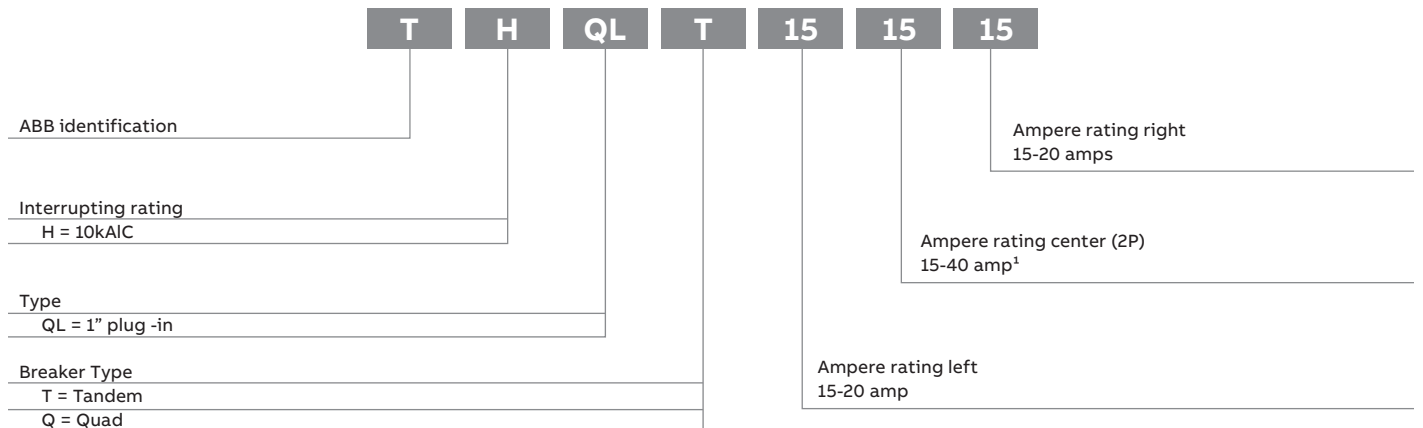 T H QL T 15 15 15
ABB identification
Interrupting rating
H = 10kAlC
Type
QL = 1” plug -in
Breaker Type
T = Tandem
Q = Quad
Ampere rating right
15-20 amps
Ampere rating center (2P)
15-40 amp¹
Ampere rating left
15-20 amp